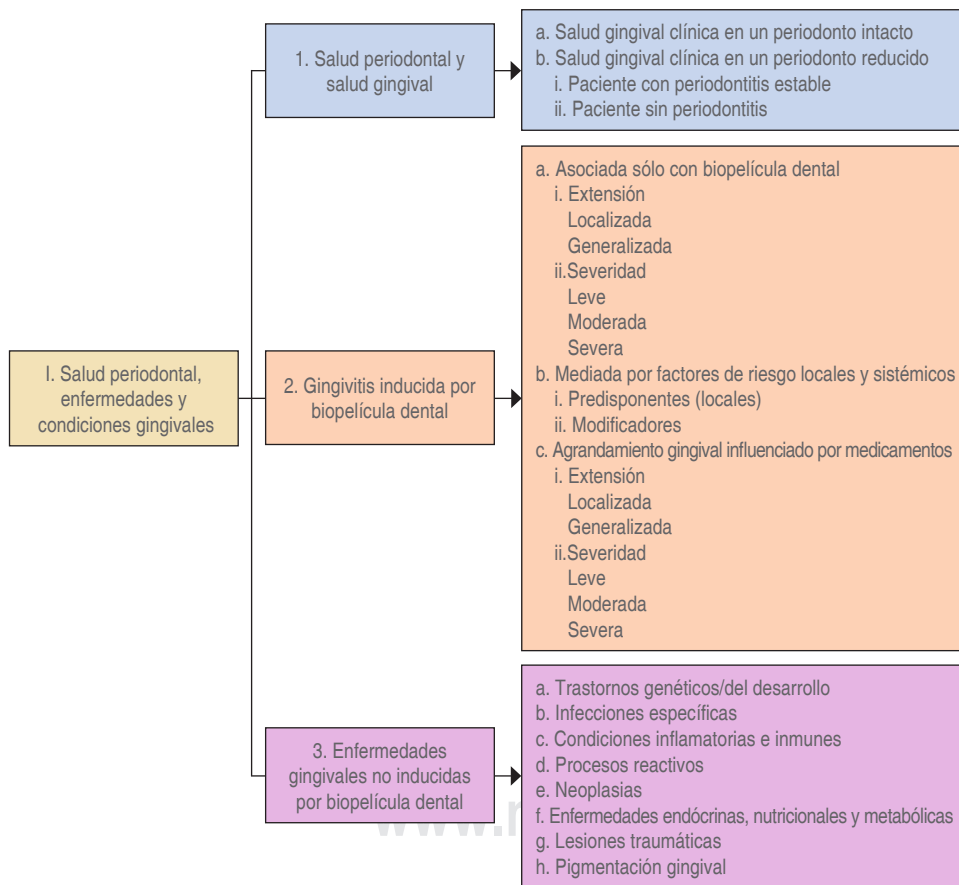 I. Salud periodontal,
enfermedades y
condiciones gingivales
1. Salud periodontal y
salud gingival
a. Salud gingival clínica en un periodonto intacto
b. Salud gingival clínica en un periodonto reducido
i. Paciente con periodontitis estable
ii. Paciente sin periodontitis
2. Gingivitis inducida por
biopelícula dental
a. Asociada sólo con biopelícula dental
i. Extensión
Localizada
Generalizada
ii.Severidad
Leve
Moderada
Severa
b. Mediada por factores de riesgo locales y sistémicos
i. Predisponentes (locales)
ii. Modificadores
c. Agrandamiento gingival influenciado por medicamentos
i. Extensión
Localizada
Generalizada
ii.Severidad
Leve
Moderada
Severa
3. Enfermedades
gingivales no inducidas
por biopelícula dental
a. Trastornos genéticos/del desarrollo
b. Infecciones específicas
c. Condiciones inflamatorias e inmunes
d. Procesos reactivos
e. Neoplasias
f. Enfermedades endócrinas, nutricionales y metabólicas
g. Lesiones traumáticas
h. Pigmentación gingival